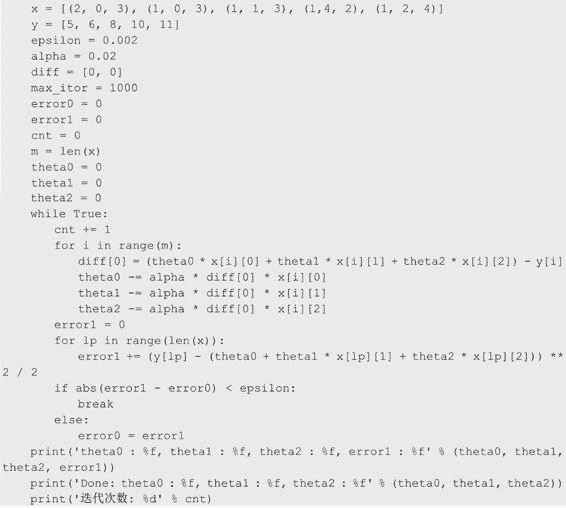 x = [(2, 0, 3), (1, 0, 3), (1, 1, 3), (1,4, 2), (1, 2, 4)]
y = [5, 6, 8, 10, 11]
epsilon = 0.002
alpha = 0.02
diff = [0, 0]
max_itor = 1000
error0 = 0
error1 = 0
cnt = 0
m = len(x)
theta0 = 0
theta1 = 0
theta2 = 0
while True:
cnt += 1
for i in range(m):
diff[0] = (theta0 * x[i][0] + theta1 * x[i][1] + theta2 * x[i][2]) - y[i]
theta0 -= alpha * diff[0] * x[i][0]
theta1 -= alpha * diff[0] * x[i][1]
theta2 -= alpha * diff[0] * x[i][2]
error1 = 0
for lp in range(len(x)):
error1 += (y[lp] - (theta0 + theta1 * x[lp][1] + theta2 * x[lp][2])) **
2 / 2
if abs(error1 - error0) < epsilon:
break
else:
error0 = error1
print('theta0 : %f, theta1 : %f, theta2 : %f, error1 : %f' % (theta0, theta1,
theta2, error1))
print('Done: theta0 : %f, theta1 : %f, theta2 : %f' % (theta0, theta1, theta2))
print('迭代次数: %d' % cnt)